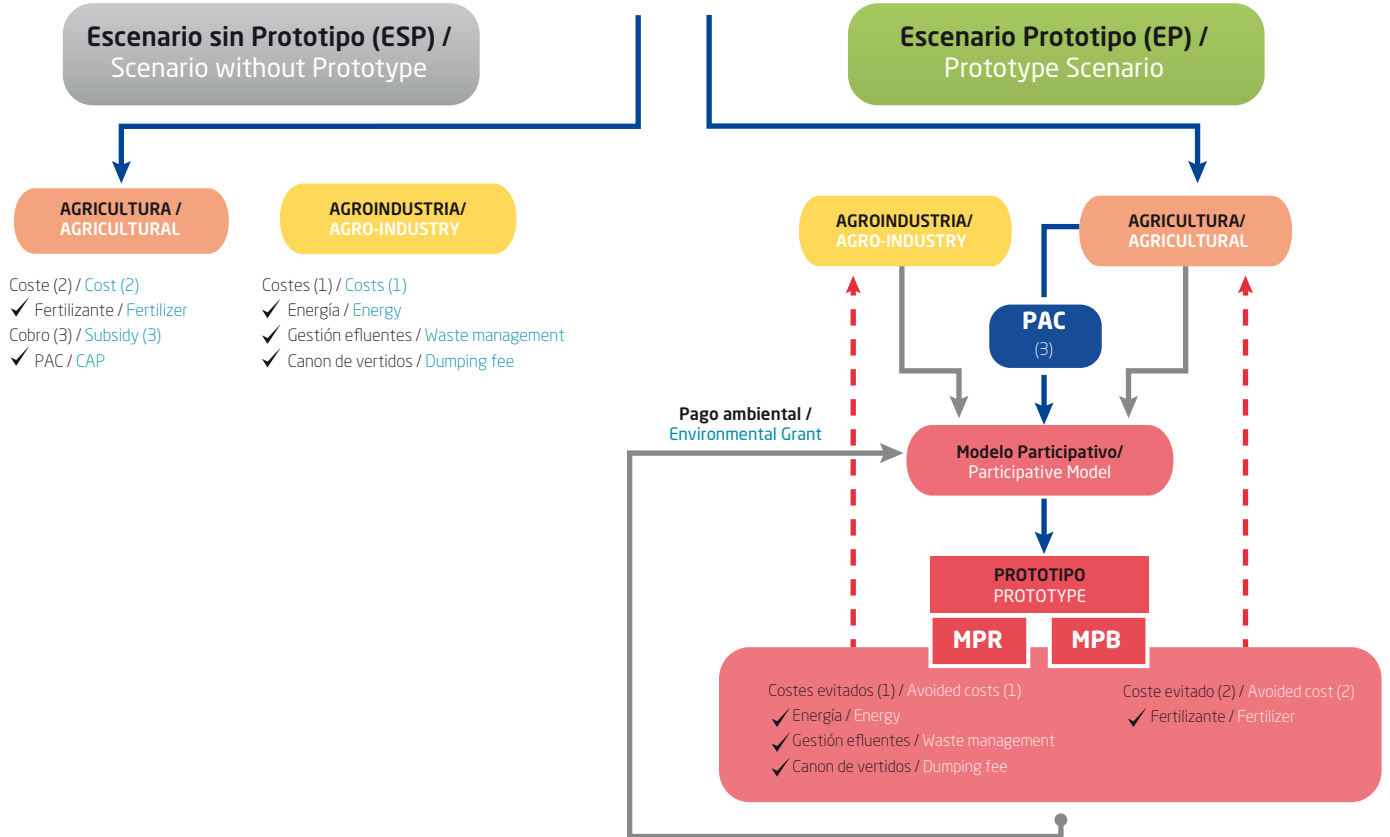 Escenario sin Prototipo (ESP) /
Scenario without Prototype
Escenario Prototipo (EP) /
Prototype Scenario
AGRICULTURA /
AGRICULTURAL
AGROINDUSTRIA/
AGRO-INDUSTRY
Coste (2) / Cost (2)
✓ Fertilizante / Fertilizer
Cobro (3) / Subsidy (3)
✓ PAC / CAP
Costes (1) / Costs (1)
✓ Energía / Energy
✓ Gestión efluentes / Waste management
✓ Canon de vertidos / Dumping fee
AGROINDUSTRIA/
AGRO-INDUSTRY
AGRICULTURA/
AGRICULTURAL
PAC
(3)
Pago ambiental /
Environmental Grant
Modelo Participativo/
Participative Model
PROTOTIPO
PROTOTYPE
MPR
MPB
Costes evitados (1) / Avoided costs (1)
✓ Energía / Energy
✓ Gestión efluentes / Waste management
✓ Canon de vertidos / Dumping fee
Coste evitado (2) / Avoided cost (2)
✓ Fertilizante / Fertilizer